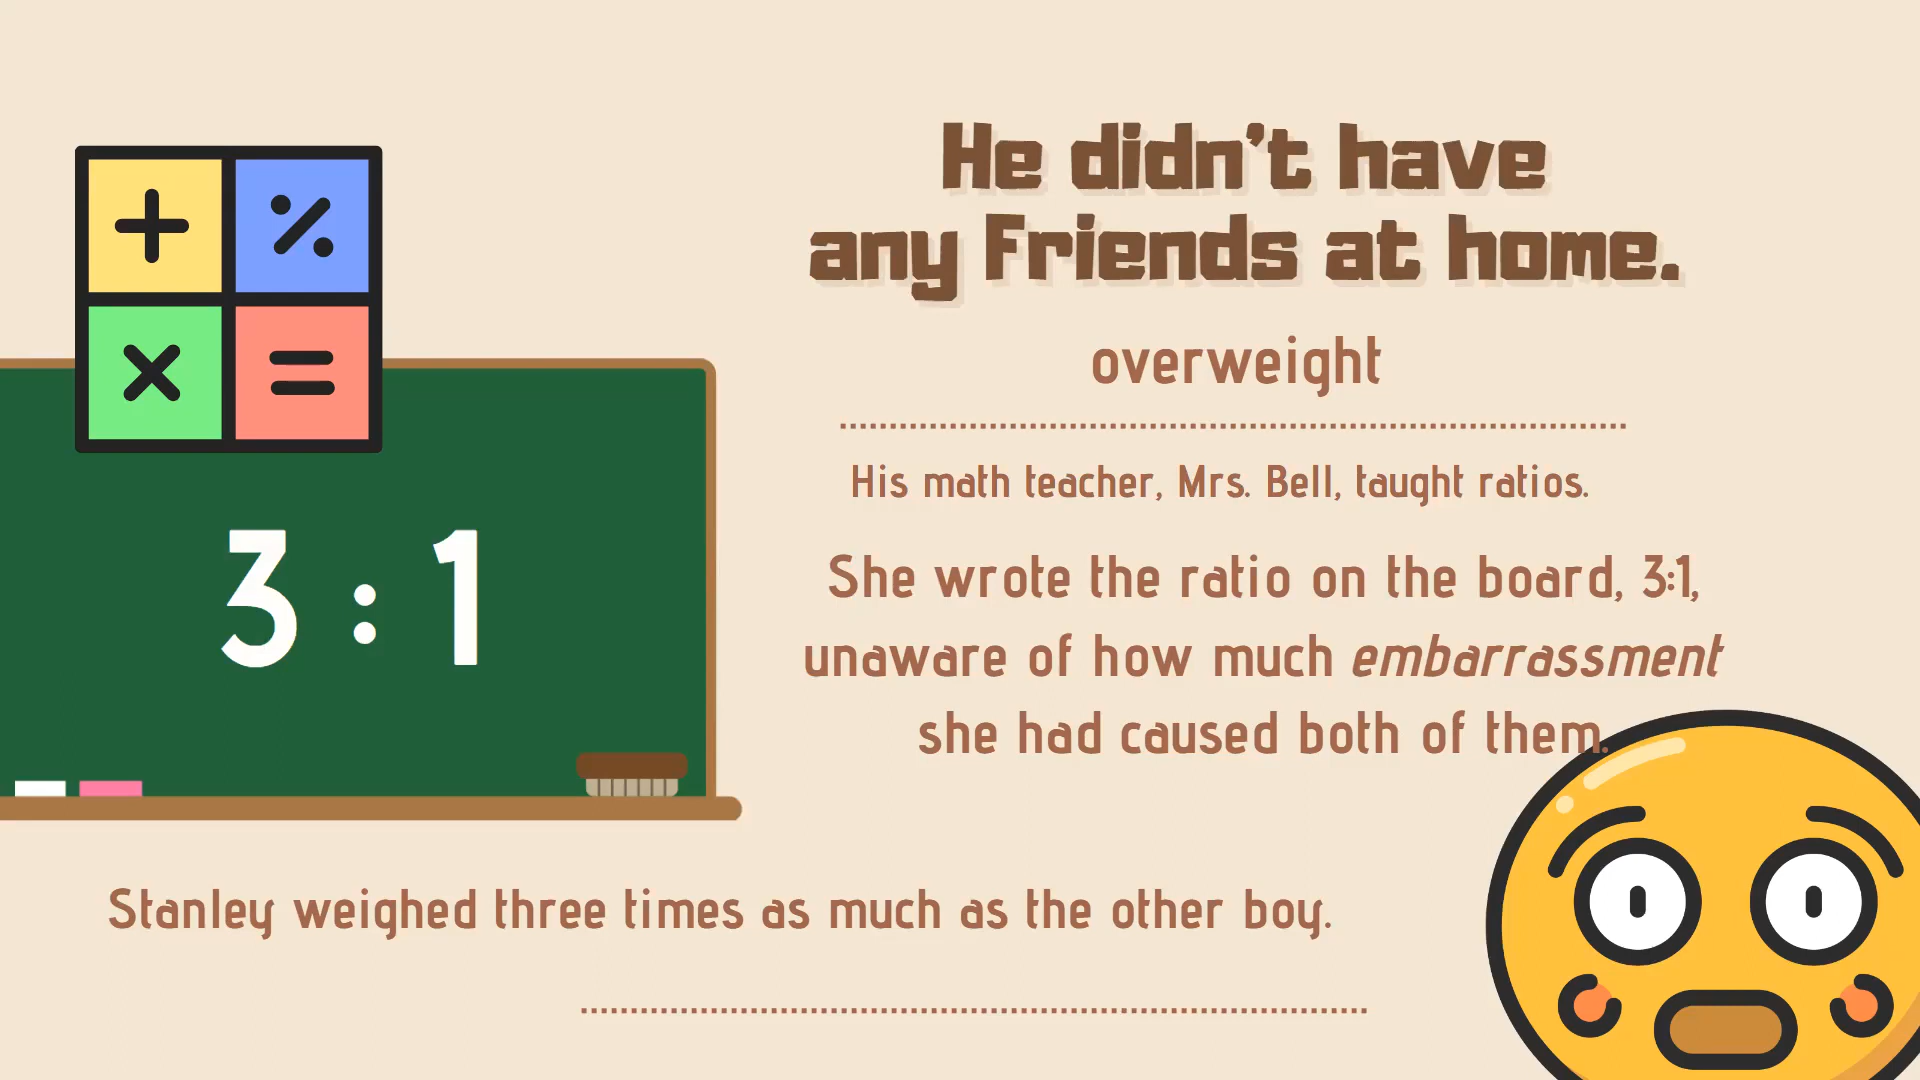 He didn't have
any Friends at home.
overweight
His math teacher, Mrs. Bell, taught ratios.
She wrote the ratio on the board, 3:1,
unaware of how much embarrassment
she had caused both of them.
+ %
× =
3 : 1
Stanley weighed three times as much as the other boy.